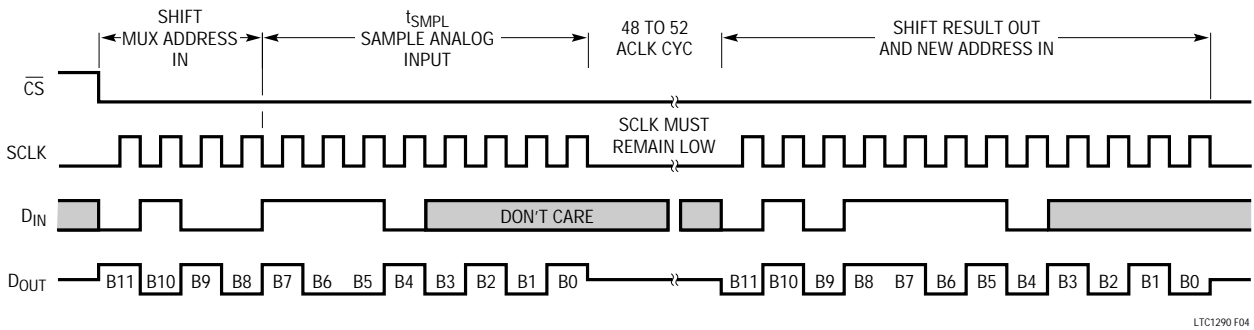 SHIFT
MUX ADDRESS
IN
tSMPL
SAMPLE ANALOG
INPUT
48 TO 52
ACLK CYC
SHIFT RESULT OUT
AND NEW ADDRESS IN
CS
SCLK
SCLK MUST
REMAIN LOW
DIN
DON'T CARE
DOUT
B11 B10 B9 B8 B7 B6 B5 B4 B3 B2 B1 B0
B11 B10 B9 B8 B7 B6 B5 B4 B3 B2 B1 B0
LTC1290 F04